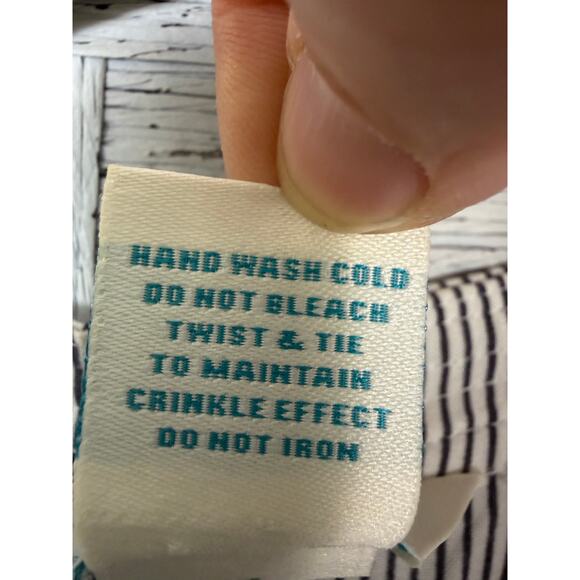 HAND WASH COLD
DO NOT BLEACH
TWIST & TIE
TO MAINTAIN
CRINKLE EFFECT
DO NOT IRON